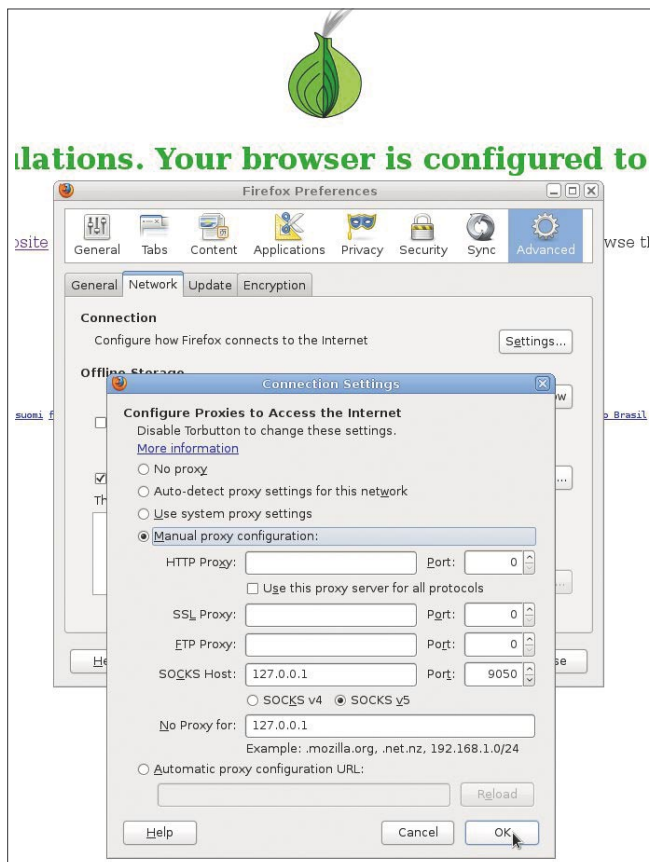 lations. Your browser is configured to
Firefox Preferences
General Tabs Content Applications Privacy Security Sync Advanced
General Network Update Encryption
Connection
Configure how Firefox connects to the Internet Settings...
Connection Settings
Configure Proxies to Access the Internet
Disable Torbutton to change these settings.
More information
No proxy
Auto-detect proxy settings for this network
Use system proxy settings
Manual proxy configuration:
HTTP Proxy: Port: 0
Use this proxy server for all protocols
SSL Proxy: Port: 0
FTP Proxy: Port: 0
SOCKS Host: 127.0.0.1 Port: 9050
SOCKS v4 SOCKS v5
No Proxy for: 127.0.0.1
Example: .mozilla.org, .net.nz, 192.168.1.0/24
Automatic proxy configuration URL:
Reload
Help Cancel OK
suomi
Brasil